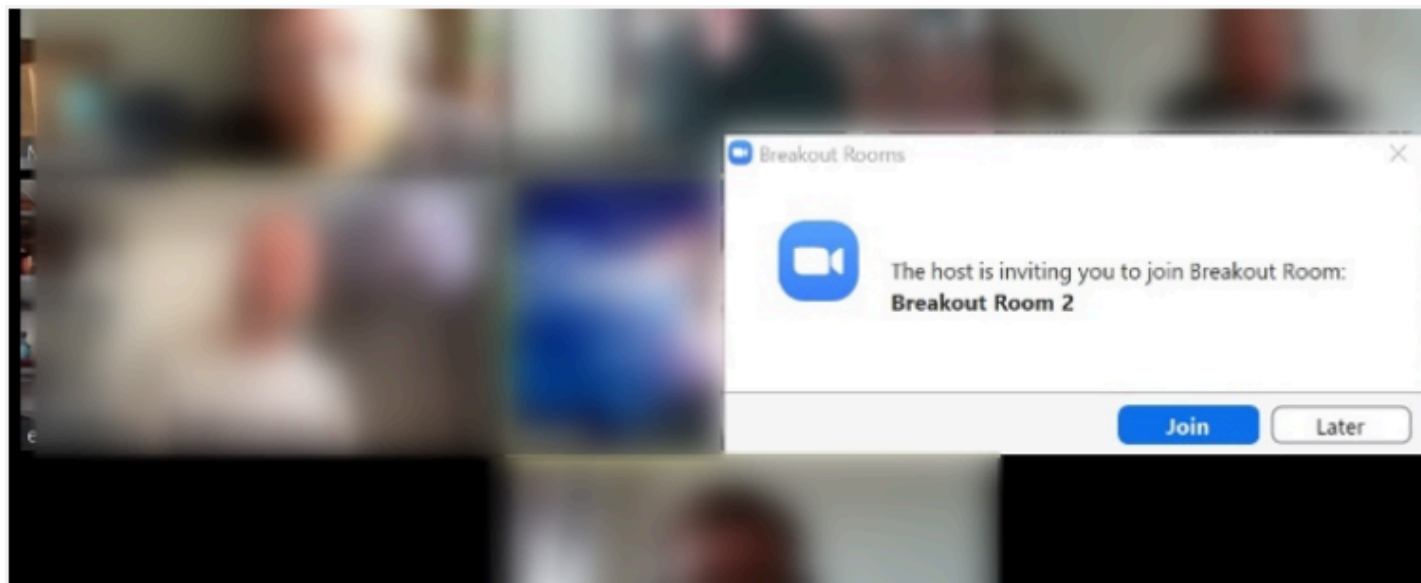 Breakout Rooms
The host is inviting you to join Breakout Room:
Breakout Room 2
Join
Later